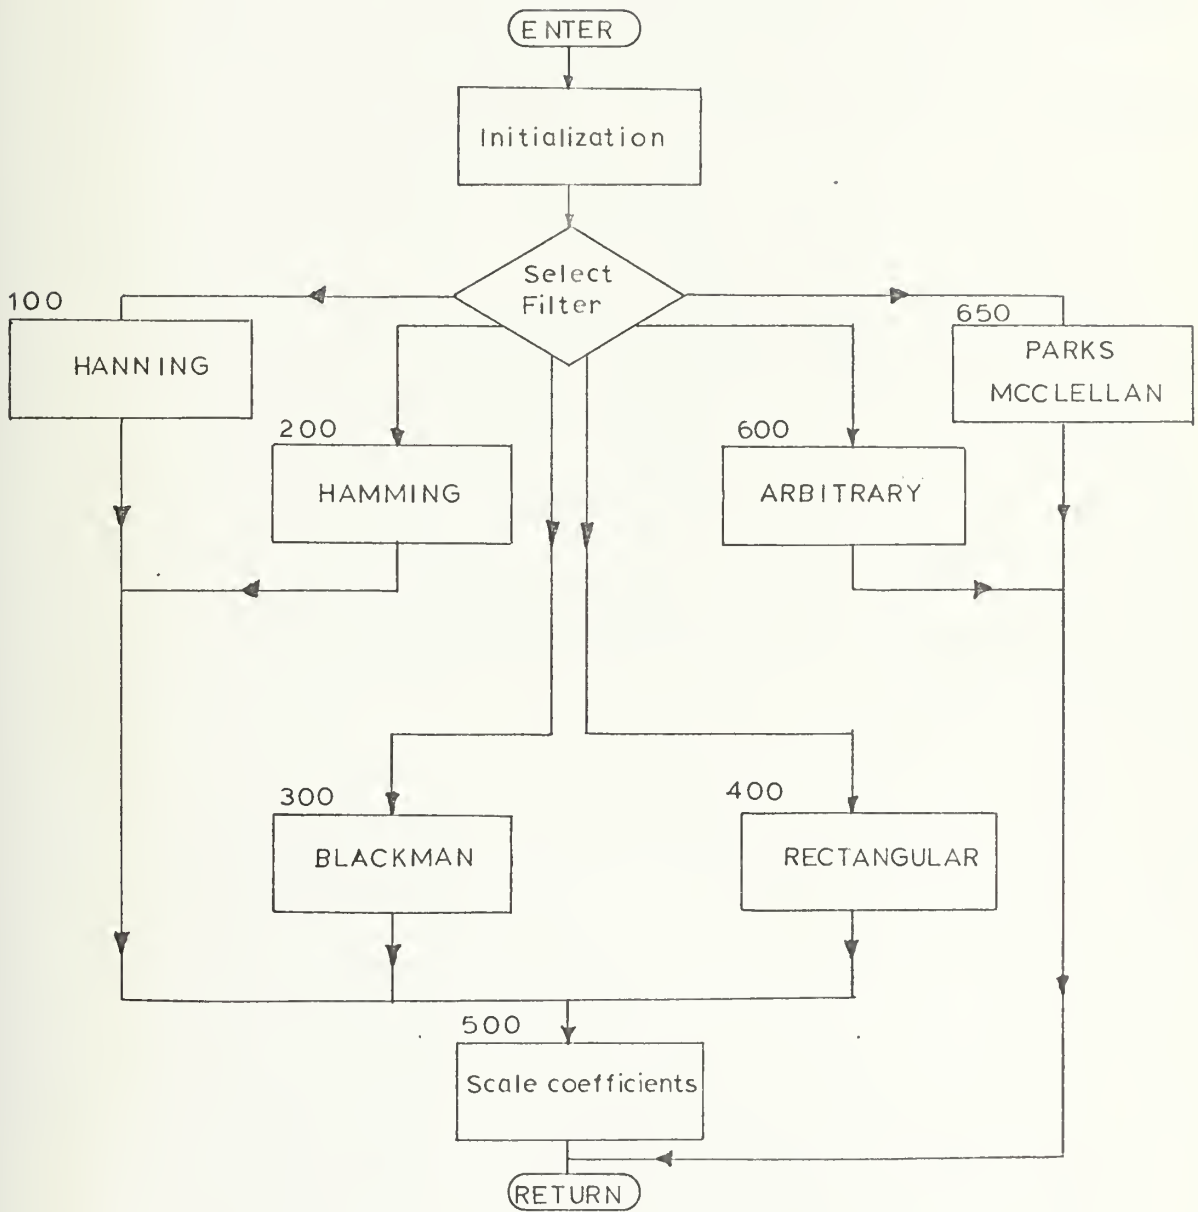 ENTER
Initialization
Select
Filter
100
HANNING
650
PARKS
MCCLELLAN
200
HAMMING
600
ARBITRARY
300
BLACKMAN
400
RECTANGULAR
500
Scale coefficients
RETURN